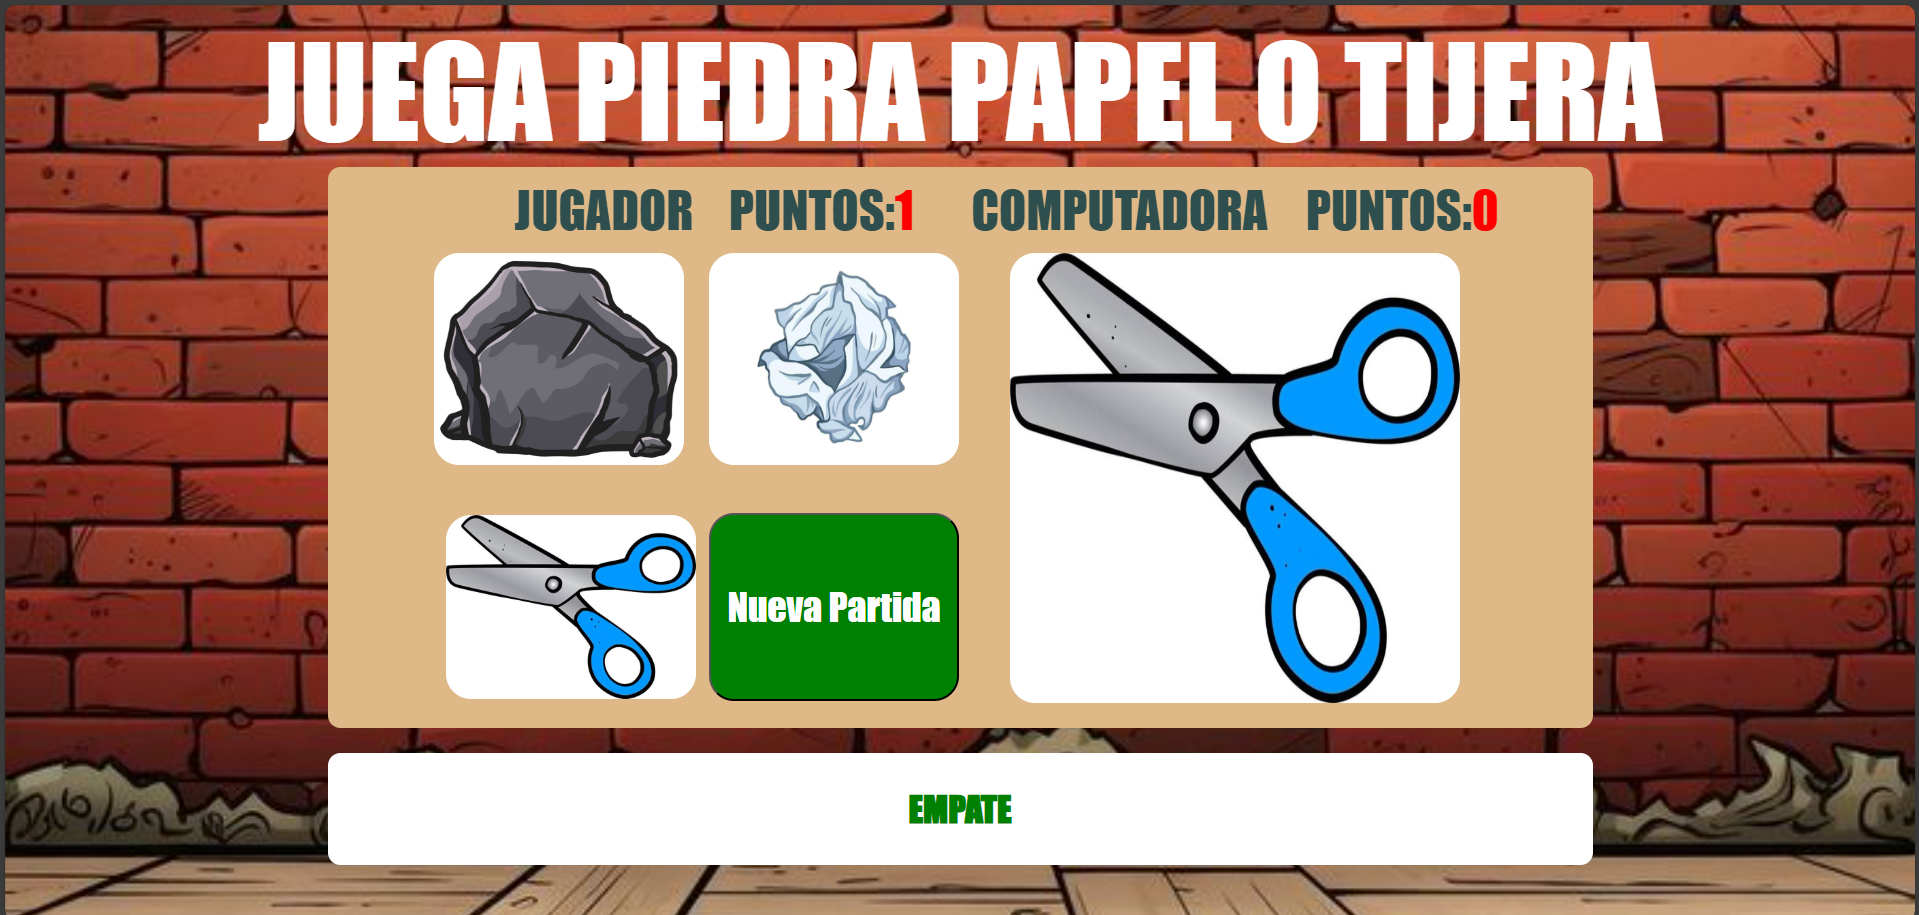 JUEGA PIEDRA PAPEL O TIJERA
JUGADOR PUNTOS:1 COMPUTADORA PUNTOS:0
Nueva Partida
EMPATE